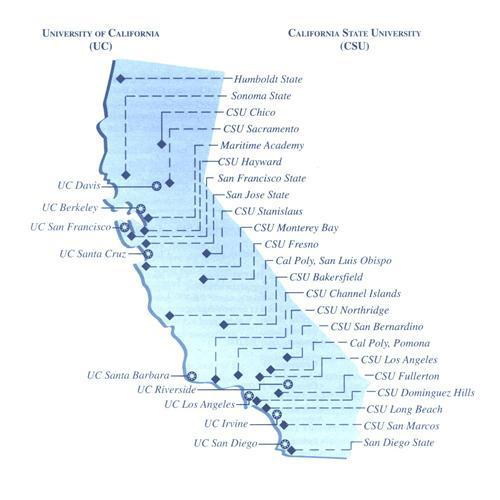 UNIVERSITY OF CALIFORNIA
(UC)
CALIFORNIA STATE UNIVERSITY
(CSU)
Humboldt State
Sonoma State
CSU Chico
CSU Sacramento
Maritime Academy
CSU Hayward
San Francisco State
San Jose State
CSU Stanislaus
CSU Monterey Bay
CSU Fresno
Cal Poly, San Luis Obispo
CSU Bakersfield
CSU Channel Islands
CSU Northridge
CSU San Bernardino
Cal Poly, Pomona
CSU Los Angeles
CSU Fullerton
CSU Dominguez Hills
CSU Long Beach
CSU San Marcos
San Diego State
UC Davis
UC Berkeley
UC San Francisco
UC Santa Cruz
UC Santa Barbara
UC Riverside
UC Los Angeles
UC Irvine
UC San Diego